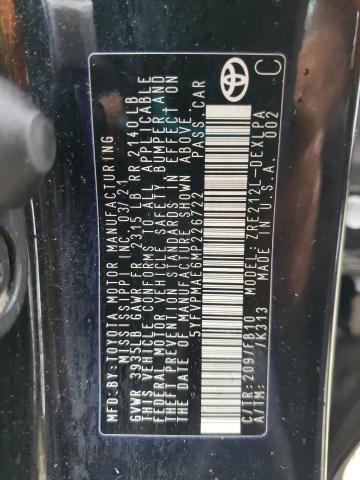 MFD.BY:TOYOTA MOTOR MANUFACTURING
MISSISSIPPI INC. 03/21
GVWR 3935LB GAWR FR 2315LB RR 2140LB
THIS VEHICLE CONFORMS TO ALL APPLICABLE
FEDERAL MOTOR VEHICLE SAFETY, BUMPER, AND
THEFT PREVENTION STANDARDS IN EFFECT ON
THE DATE OF MANUFACTURE SHOWN ABOVE.
5YFVPMAE6MP226722 PASS.CAR
C/TR:209/FB10 MODEL:ZRE212L-DEXLPA
A/TM: /K313 MADE IN U.S.A. 002
TOYOTA
C